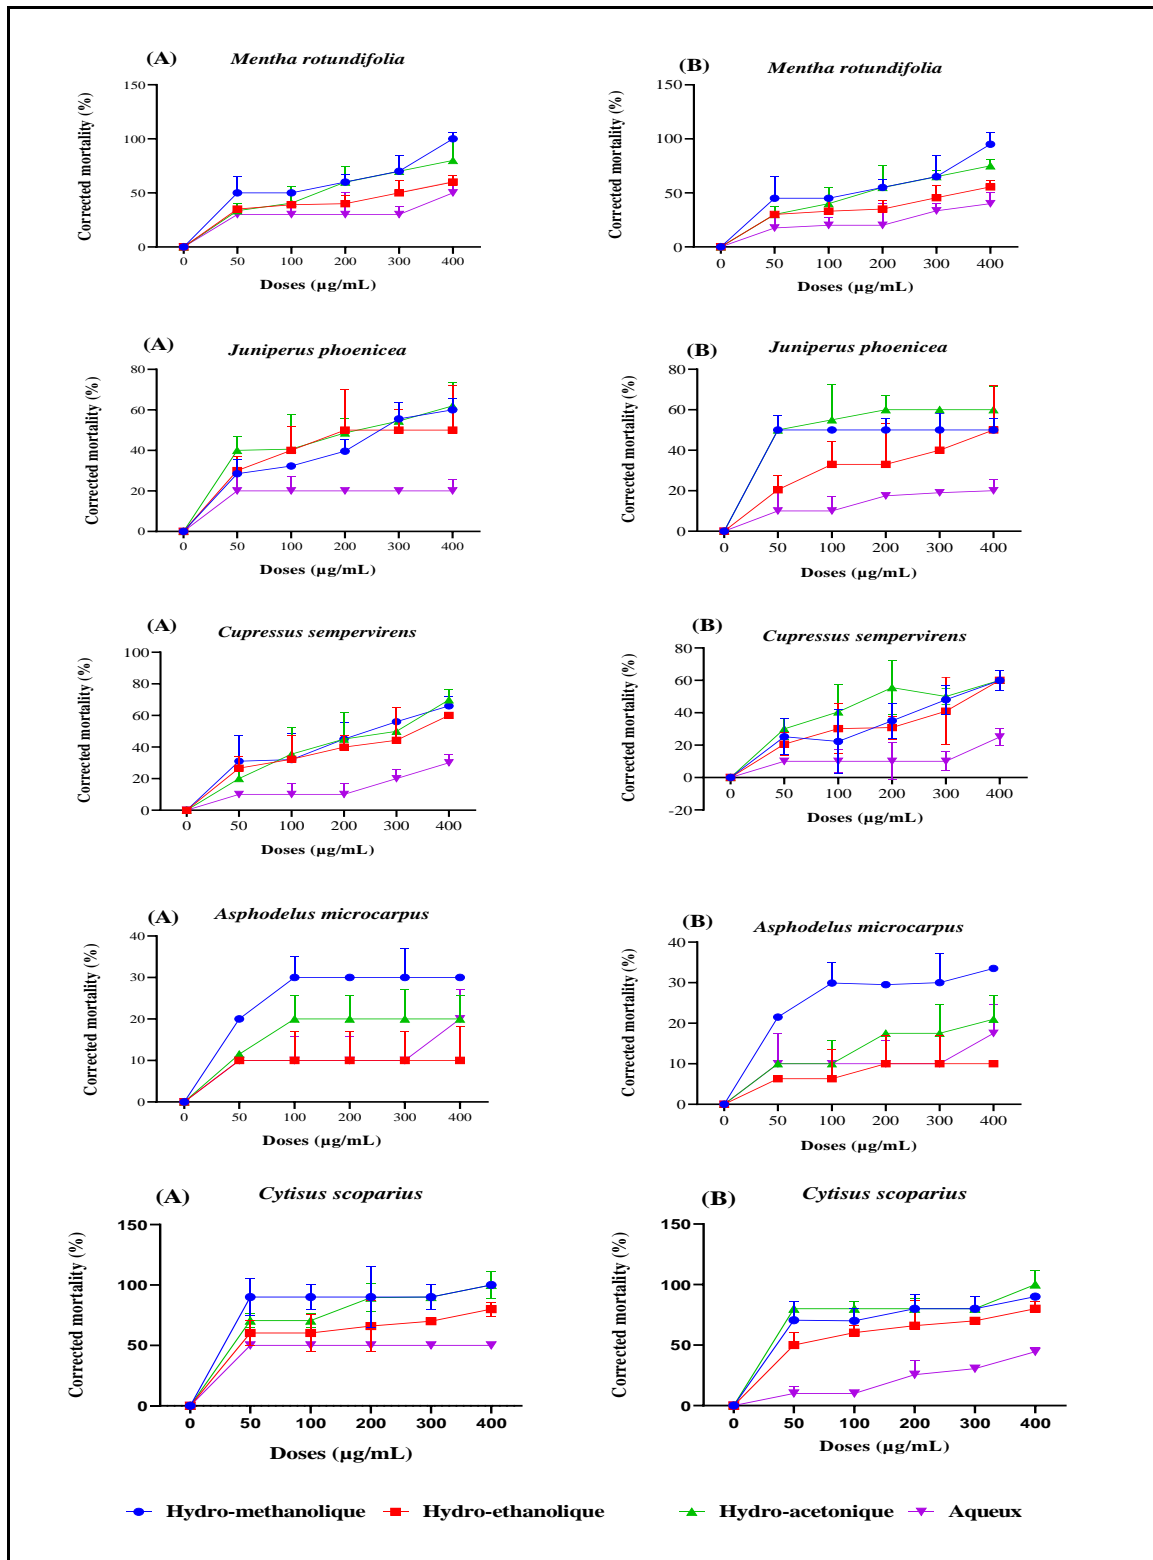 (A) Mentha rotundifolia
Corrected mortality (%)
150
100
50
0
0 50 100 200 300 400
Doses (µg/mL)
(B) Mentha rotundifolia
Corrected mortality (%)
150
100
50
0
0 50 100 200 300 400
Doses (µg/mL)
(A) Juniperus phoenicea
Corrected mortality (%)
80
60
40
20
0
0 50 100 200 300 400
Doses (µg/mL)
(B) Juniperus phoenicea
Corrected mortality (%)
80
60
40
20
0
0 50 100 200 300 400
Doses (µg/mL)
(A) Cupressus sempervirens
Corrected mortality (%)
100
80
60
40
20
0
0 50 100 200 300 400
Doses (µg/mL)
(B) Cupressus sempervirens
Corrected mortality (%)
80
60
40
20
0
-20
0 50 100 200 300 400
Doses (µg/mL)
(A) Asphodelus microcarpus
Corrected mortality (%)
40
30
20
10
0
0 50 100 200 300 400
Doses (µg/mL)
(B) Asphodelus microcarpus
Corrected mortality (%)
40
30
20
10
0
0 50 100 200 300 400
Doses (µg/mL)
(A) Cytisus scoparius
Corrected mortality (%)
150
100
50
0
0 50 100 200 300 400
Doses (µg/mL)
(B) Cytisus scoparius
Corrected mortality (%)
150
100
50
0
0 50 100 200 300 400
Doses (µg/mL)
Hydro-methanolique Hydro-ethanolique Hydro-acetonique Aqueux